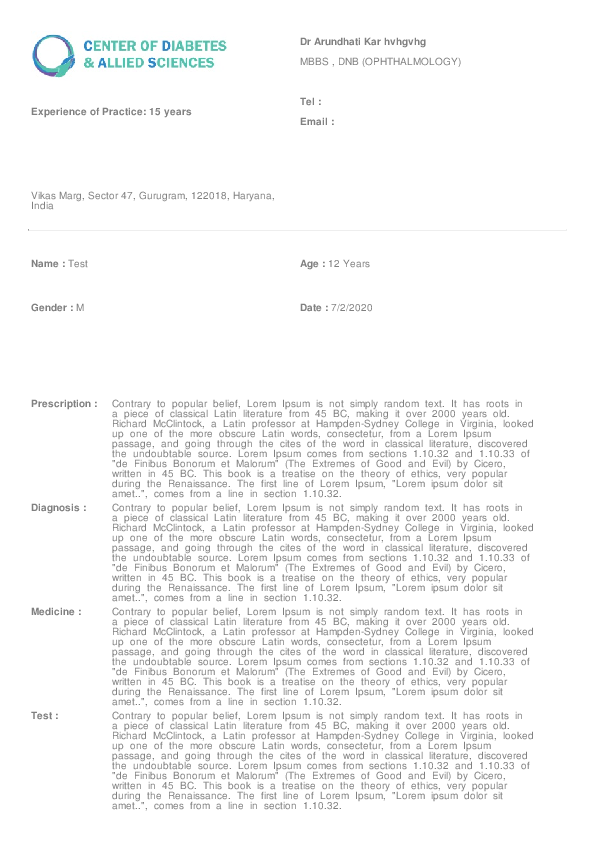 CENTER OF DIABETES
& ALLIED SCIENCES
Dr Arundhati Kar hvhgvhg
MBBS , DNB (OPHTHALMOLOGY)
Tel :
Experience of Practice: 15 years
Email :
Vikas Marg, Sector 47, Gurugram, 122018, Haryana,
India
Name : Test
Age : 12 Years
Gender : M
Date : 7/2/2020
Prescription : Contrary to popular belief, Lorem Ipsum is not simply random text. It has roots in
a piece of classical Latin literature from 45 BC, making it over 2000 years old.
Richard McClintock, a Latin professor at Hampden-Sydney College in Virginia, looked
up one of the more obscure Latin words, consectetur, from a Lorem Ipsum
passage, and going through the cites of the word in classical literature, discovered
the undoubtable source. Lorem Ipsum comes from sections 1.10.32 and 1.10.33 of
"de Finibus Bonorum et Malorum" (The Extremes of Good and Evil) by Cicero,
written in 45 BC. This book is a treatise on the theory of ethics, very popular
during the Renaissance. The first line of Lorem Ipsum, "Lorem ipsum dolor sit
amet..", comes from a line in section 1.10.32.
Diagnosis : Contrary to popular belief, Lorem Ipsum is not simply random text. It has roots in
a piece of classical Latin literature from 45 BC, making it over 2000 years old.
Richard McClintock, a Latin professor at Hampden-Sydney College in Virginia, looked
up one of the more obscure Latin words, consectetur, from a Lorem Ipsum
passage, and going through the cites of the word in classical literature, discovered
the undoubtable source. Lorem Ipsum comes from sections 1.10.32 and 1.10.33 of
"de Finibus Bonorum et Malorum" (The Extremes of Good and Evil) by Cicero,
written in 45 BC. This book is a treatise on the theory of ethics, very popular
during the Renaissance. The first line of Lorem Ipsum, "Lorem ipsum dolor sit
amet..", comes from a line in section 1.10.32.
Medicine : Contrary to popular belief, Lorem Ipsum is not simply random text. It has roots in
a piece of classical Latin literature from 45 BC, making it over 2000 years old.
Richard McClintock, a Latin professor at Hampden-Sydney College in Virginia, looked
up one of the more obscure Latin words, consectetur, from a Lorem Ipsum
passage, and going through the cites of the word in classical literature, discovered
the undoubtable source. Lorem Ipsum comes from sections 1.10.32 and 1.10.33 of
"de Finibus Bonorum et Malorum" (The Extremes of Good and Evil) by Cicero,
written in 45 BC. This book is a treatise on the theory of ethics, very popular
during the Renaissance. The first line of Lorem Ipsum, "Lorem ipsum dolor sit
amet..", comes from a line in section 1.10.32.
Test : Contrary to popular belief, Lorem Ipsum is not simply random text. It has roots in
a piece of classical Latin literature from 45 BC, making it over 2000 years old.
Richard McClintock, a Latin professor at Hampden-Sydney College in Virginia, looked
up one of the more obscure Latin words, consectetur, from a Lorem Ipsum
passage, and going through the cites of the word in classical literature, discovered
the undoubtable source. Lorem Ipsum comes from sections 1.10.32 and 1.10.33 of
"de Finibus Bonorum et Malorum" (The Extremes of Good and Evil) by Cicero,
written in 45 BC. This book is a treatise on the theory of ethics, very popular
during the Renaissance. The first line of Lorem Ipsum, "Lorem ipsum dolor sit
amet..", comes from a line in section 1.10.32.